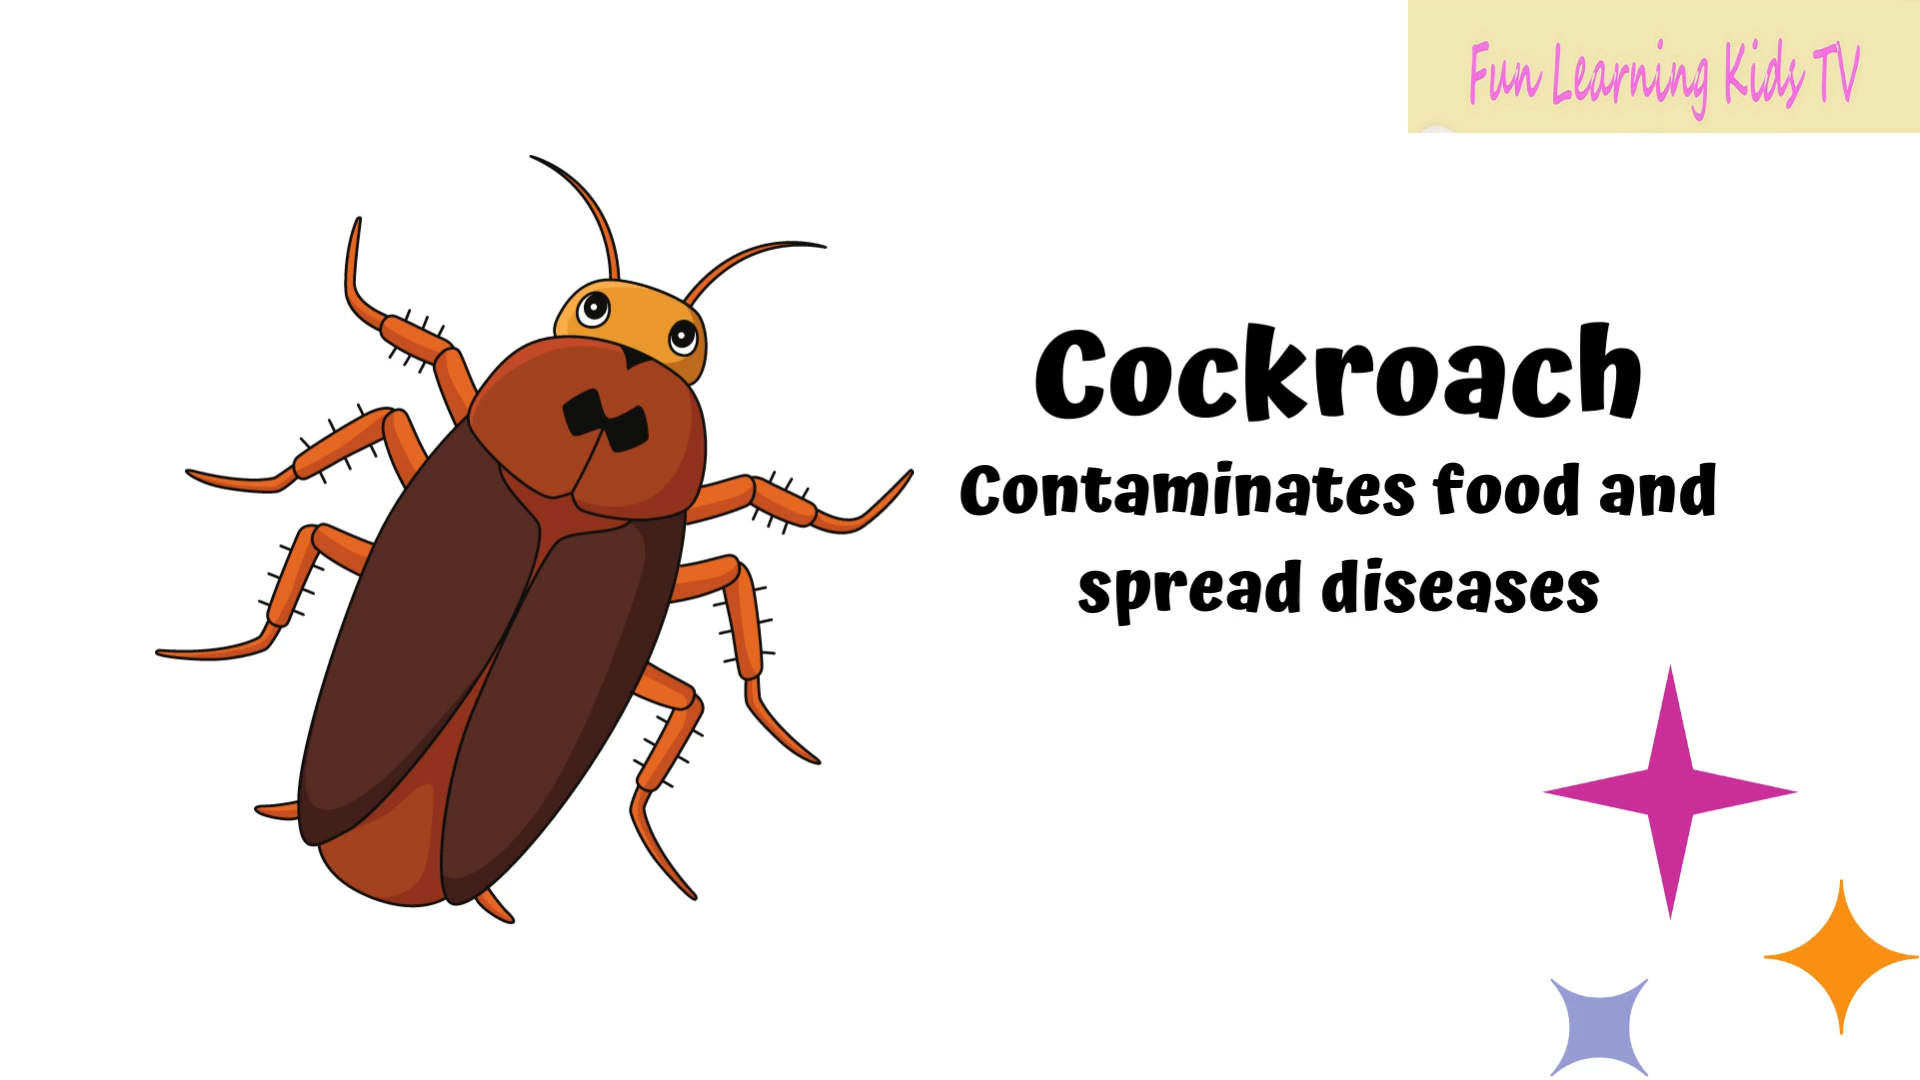 Fun Learning Kids TV
Cockroach
Contaminates food and
spread diseases